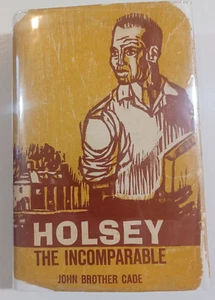 HOLSEY
THE INCOMPARABLE
JOHN BROTHER CADE